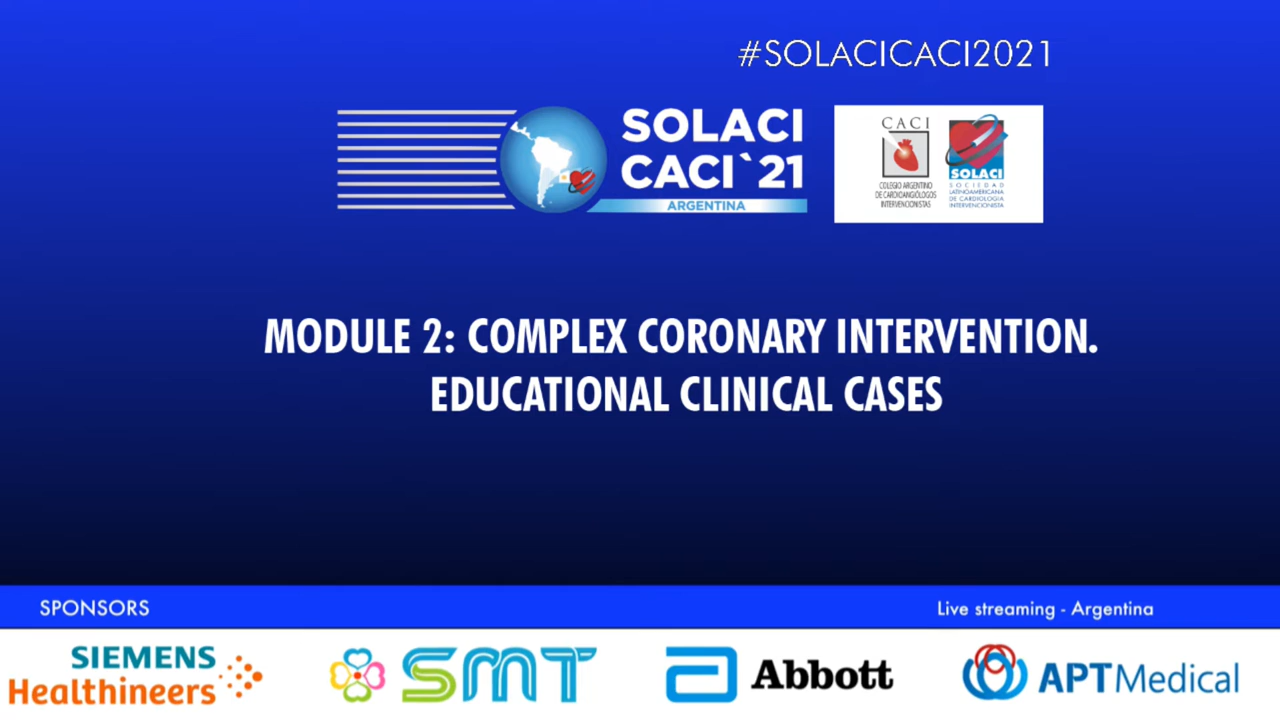 #SOLACICACI2021
SOLACI
CACI`21
ARGENTINA
CACI
COLEGIO ARGENTINO
DE CARDIOANGIÓLOGOS
INTERVENCIONISTAS
SOLACI
SOCIEDAD
LATINOAMERICANA
DE CARDIOLOGIA
INTERVENCIONISTA
MODULE 2: COMPLEX CORONARY INTERVENTION.
EDUCATIONAL CLINICAL CASES
SPONSORS
Live streaming - Argentina
SIEMENS
Healthineers
SMT
Abbott
APTMedical